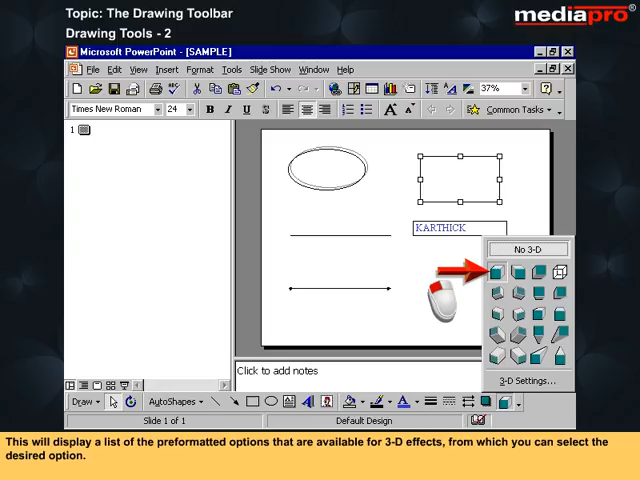 Topic: The Drawing Toolbar
mediapro®
Drawing Tools - 2
Microsoft PowerPoint - [SAMPLE]
File Edit View Insert Format Tools Slide Show Window Help
37%
Times New Roman 24 B I U S Common Tasks
1
KARTHICK
No 3-D
3-D Settings...
Click to add notes
Draw AutoShapes
Slide 1 of 1 Default Design
This will display a list of the preformatted options that are available for 3-D effects, from which you can select the
desired option.